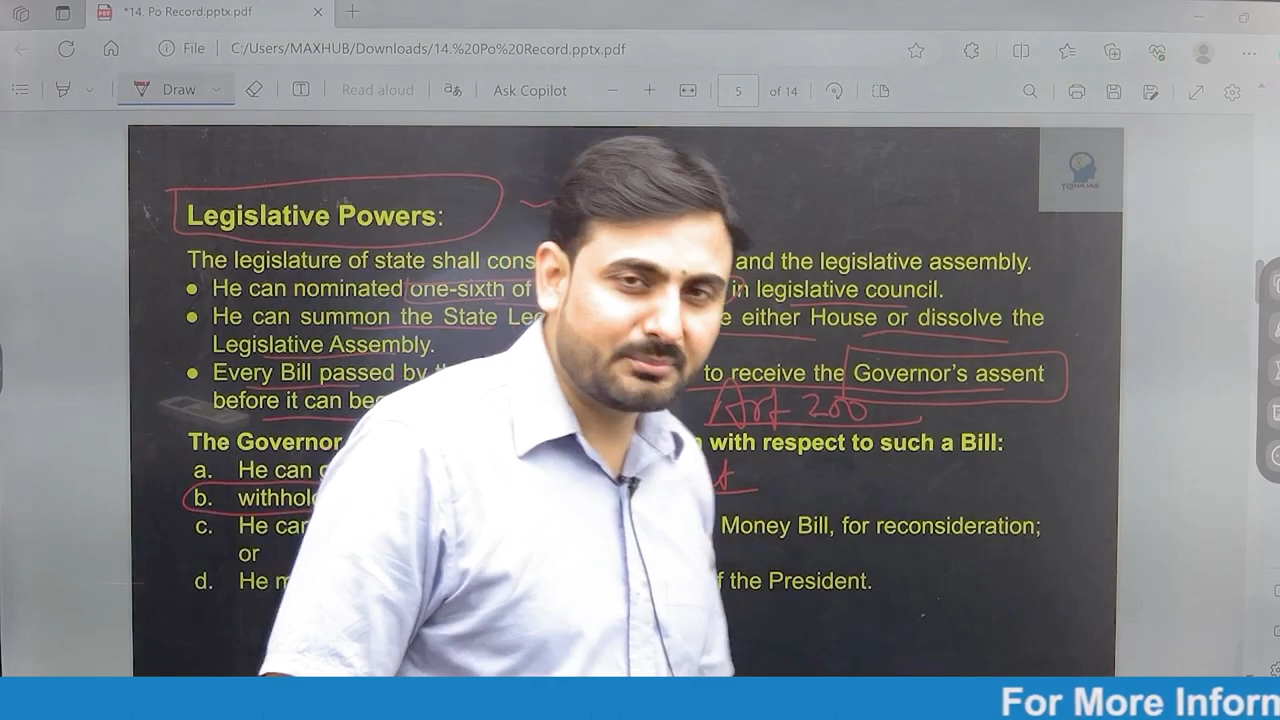 *14. Po Record.pptx.pdf
File C:/Users/MAXHUB/Downloads/14.%20Po%20Record.pptx.pdf
Draw Read aloud Ask Copilot 5 of 14
YOJNA IAS
Legislative Powers:
The legislature of state shall cons and the legislative assembly.
He can nominated one-sixth of in legislative council.
He can summon the State Le either House or dissolve the
Legislative Assembly.
Every Bill passed by to receive the Governor's assent
before it can be
Art 200
The Governor with respect to such a Bill:
a. He can
b. withhol
c. He ca Money Bill, for reconsideration;
or
d. He of the President.
For More Inform